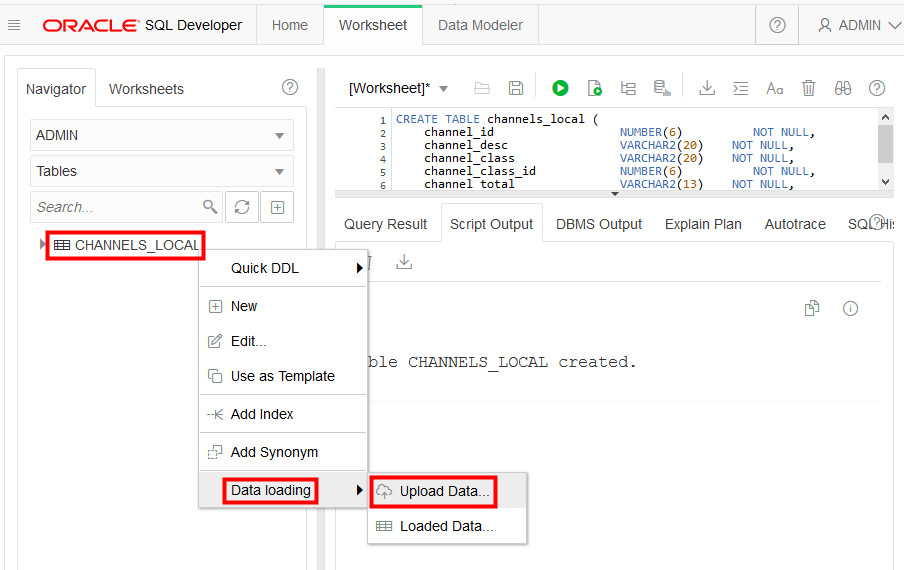 ORACLE SQL Developer Home Worksheet Data Modeler ? ADMIN
Navigator Worksheets ?
ADMIN
Tables
Search...
CHANNELS_LOCAL
Quick DDL
New
Edit...
Use as Template
Add Index
Add Synonym
Data loading
Upload Data...
Loaded Data...
[Worksheet]* Aa ?
1 CREATE TABLE channels_local (
2 channel_id NUMBER(6) NOT NULL,
3 channel_desc VARCHAR2(20) NOT NULL,
4 channel_class VARCHAR2(20) NOT NULL,
5 channel_class_id NUMBER(6) NOT NULL,
6 channel_total VARCHAR2(13) NOT NULL,
Query Result Script Output DBMS Output Explain Plan Autotrace SQL His ?
ble CHANNELS_LOCAL created.